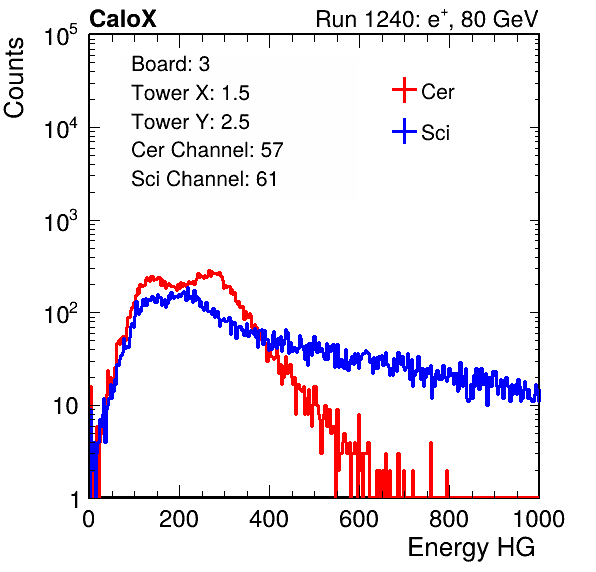 CaloX Run 1240: e⁺, 80 GeV
Counts
Board: 3
Tower X: 1.5
Tower Y: 2.5
Cer Channel: 57
Sci Channel: 61
Cer
Sci
10⁵
10⁴
10³
10²
10
1
0 200 400 600 800 1000
Energy HG